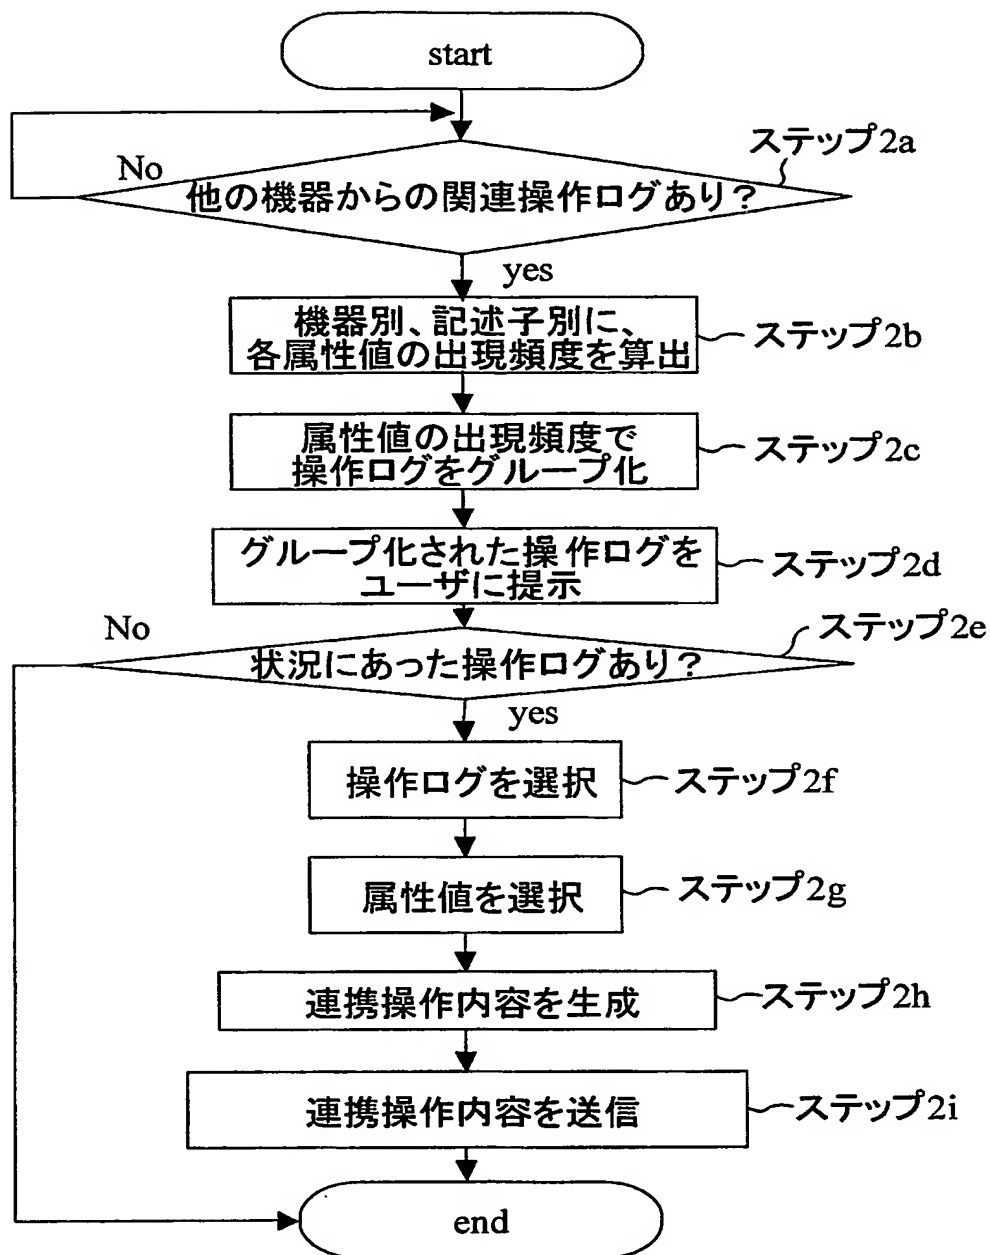 start
ステップ2a
No
他の機器からの関連操作ログあり？
yes
機器別、記述子別に、
各属性値の出現頻度を算出
ステップ2b
属性値の出現頻度で
操作ログをグループ化
ステップ2c
グループ化された操作ログを
ユーザに提示
ステップ2d
No
ステップ2e
状況にあった操作ログあり？
yes
操作ログを選択
ステップ2f
属性値を選択
ステップ2g
連携操作内容を生成
ステップ2h
連携操作内容を送信
ステップ2i
end